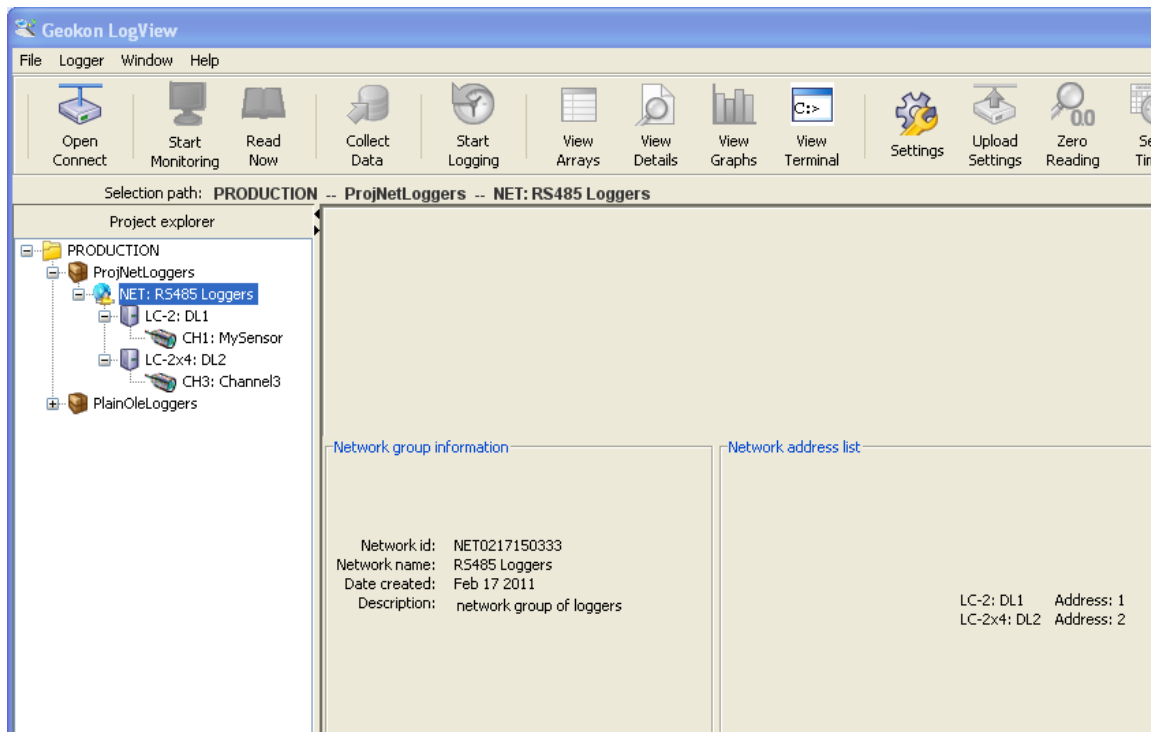 Geokon LogView
File Logger Window Help
Open Connect
Start Monitoring
Read Now
Collect Data
Start Logging
View Arrays
View Details
View Graphs
C:>
View Terminal
Settings
Upload Settings
0.0
Zero Reading
Selection path: PRODUCTION -- ProjNetLoggers -- NET: RS485 Loggers
Project explorer
PRODUCTION
ProjNetLoggers
NET: RS485 Loggers
LC-2: DL1
CH1: MySensor
LC-2x4: DL2
CH3: Channel3
PlainOleLoggers
Network group information
Network id: NET0217150333
Network name: RS485 Loggers
Date created: Feb 17 2011
Description: network group of loggers
Network address list
LC-2: DL1 Address: 1
LC-2x4: DL2 Address: 2